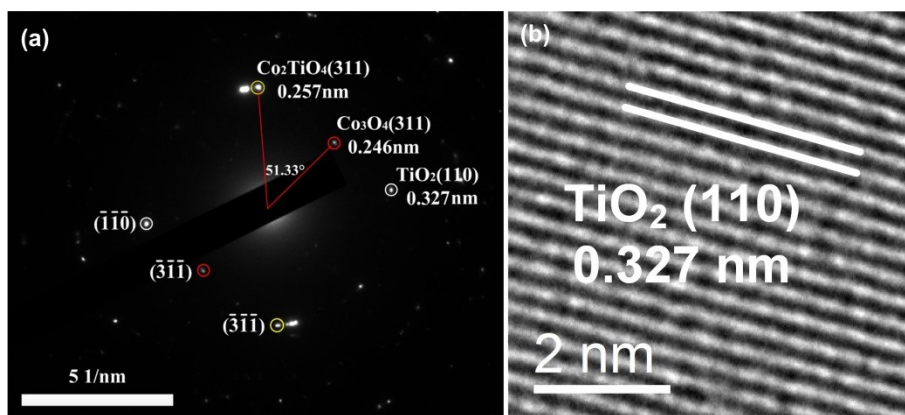 (a)
Co₂TiO₄(311)
0.257nm
Co₃O₄(311)
0.246nm
51.33°
TiO₂(110)
0.327nm
(1̄1̄0)
(3̄1̄1̄)
(3̄1̄1̄)
5 1/nm
(b)
TiO₂ (110)
0.327 nm
2 nm